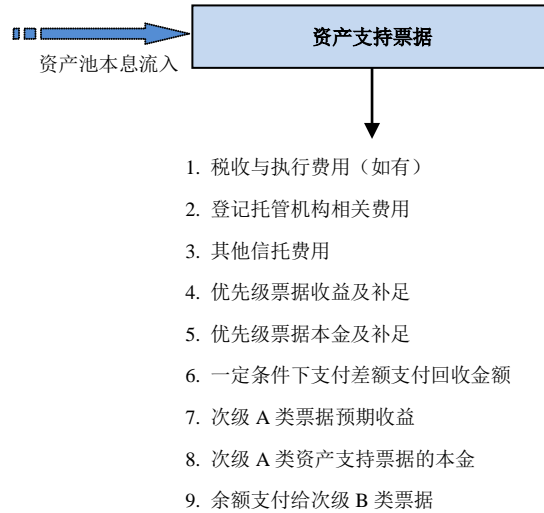 资产支持票据
资产池本息流入
1. 税收与执行费用（如有）
2. 登记托管机构相关费用
3. 其他信托费用
4. 优先级票据收益及补足
5. 优先级票据本金及补足
6. 一定条件下支付差额支付回收金额
7. 次级 A 类票据预期收益
8. 次级 A 类资产支持票据的本金
9. 余额支付给次级 B 类票据